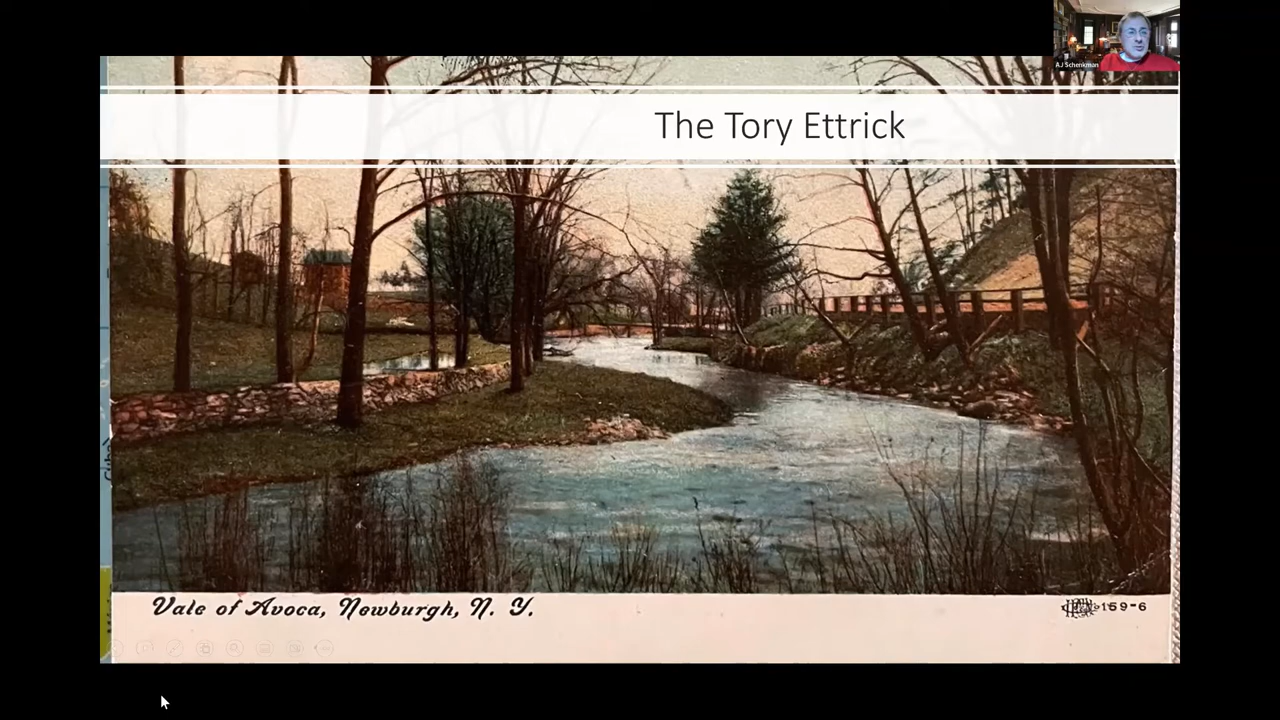 AJ Schenkman
The Tory Ettrick
Vale of Avoca, Newburgh, N. Y.
159-6